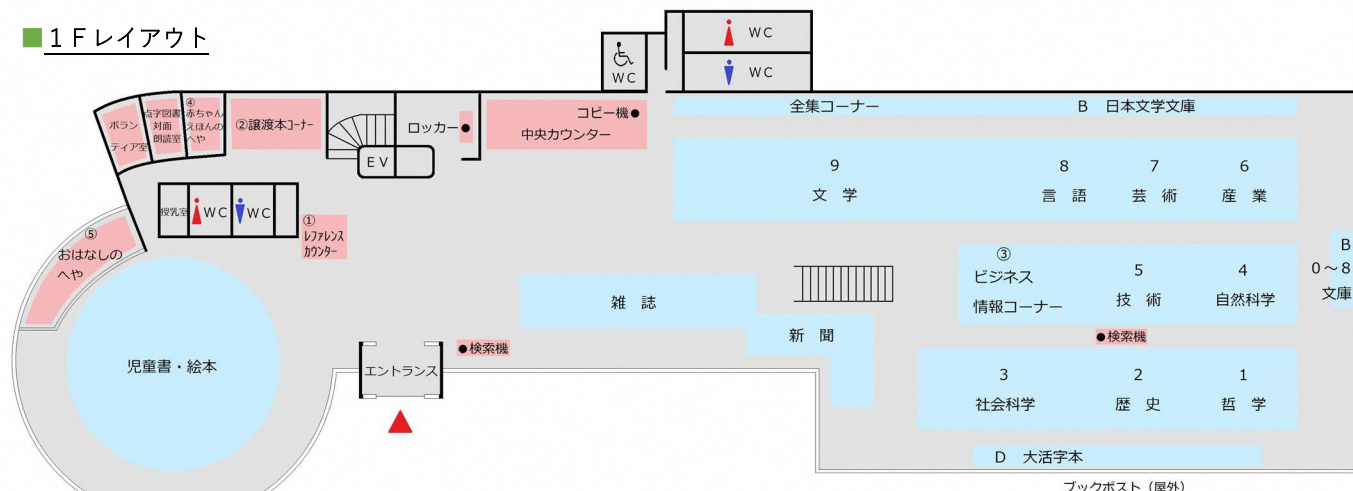 ■1Ｆレイアウト
WC
WC
WC
全集コーナー
B 日本文学文庫
コピー機●
中央カウンター
ロッカー●
EV
②譲渡本コーナー
④
赤ちゃん
えほんの
へや
点字図書
対面
朗読室
ボラン
ティア室
授乳室
WC
WC
①
レファレンス
カウンター
⑤
おはなしの
へや
児童書・絵本
エントランス
●検索機
雑 誌
新 聞
9
文 学
8
言 語
7
芸 術
6
産 業
③
ビジネス
情報コーナー
5
技 術
4
自然科学
B
0～8
文庫
●検索機
3
社会科学
2
歴 史
1
哲 学
D 大活字本
ブックポスト（屋外）